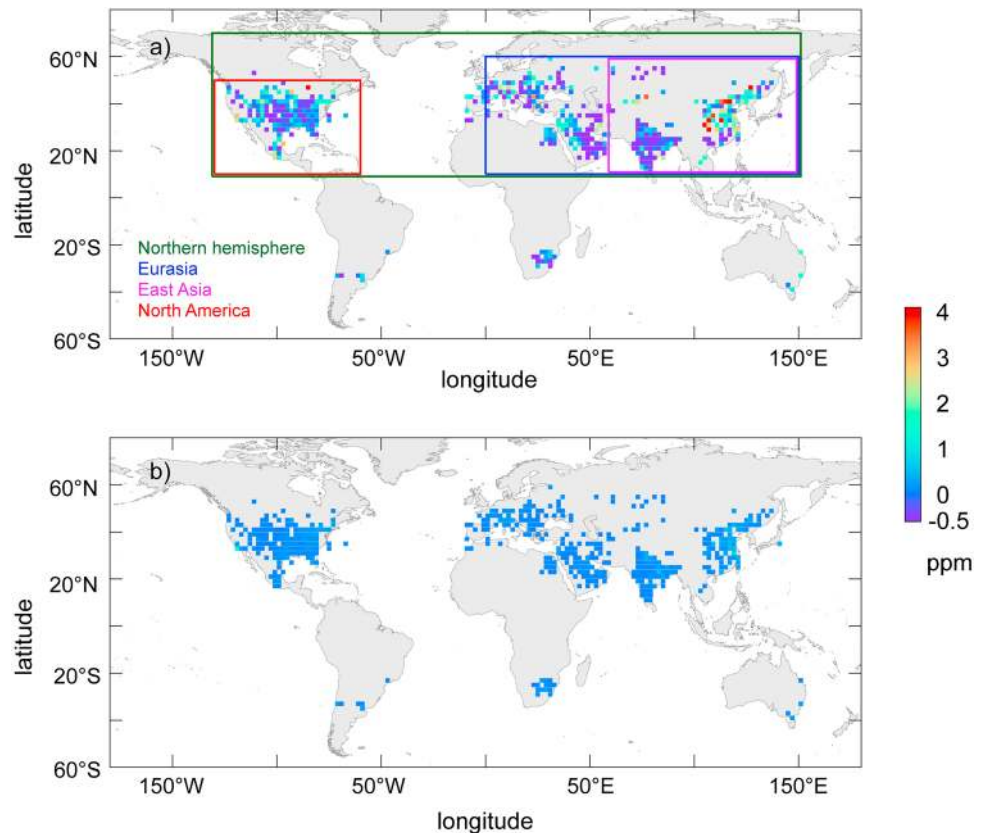 a)
60°N
20°N
20°S
60°S
latitude
Northern hemisphere
Eurasia
East Asia
North America
150°W
50°W
50°E
150°E
longitude
4
3
2
1
0
-0.5
ppm
b)
60°N
20°N
20°S
60°S
latitude
150°W
50°W
50°E
150°E
longitude